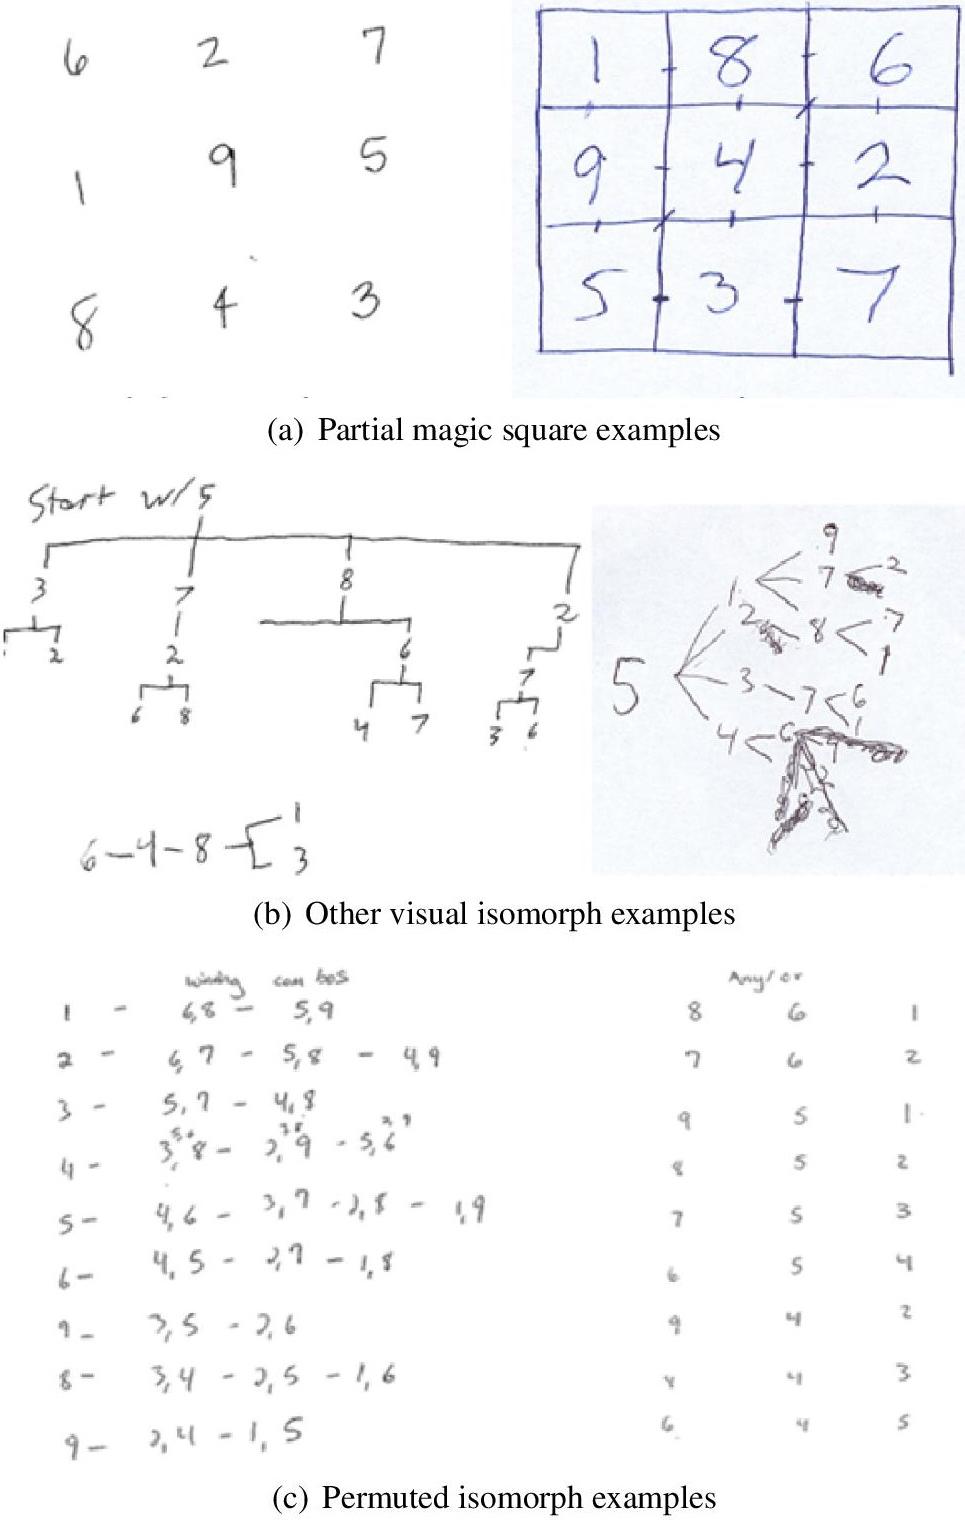 6 2 7
1 9 5
8 4 3
1 8 6
9 4 2
5 3 7
(a) Partial magic square examples
Start w/ 5
3 7 8 2
2 2 6 7
6 8 4 7 3 6
6-4-8 1
3
9
1 7 2
2 8 7
1
5 3 7 6
1
4 6 9
(b) Other visual isomorph examples
winning combos
1 - 6,8 - 5,9
2 - 6,7 - 5,8 - 4,9
3 - 5,7 - 4,8
4 - 3,8 - 2,9 - 5,6
5 - 4,6 - 3,7 - 2,8 - 1,9
6 - 4,5 - 2,7 - 1,8
9 - 3,5 - 2,6
8 - 3,4 - 2,5 - 1,6
9 - 2,4 - 1,5
Any/or
8 6 1
7 6 2
9 5 1
8 5 2
7 5 3
6 5 4
9 4 2
8 4 3
6 4 5
(c) Permuted isomorph examples